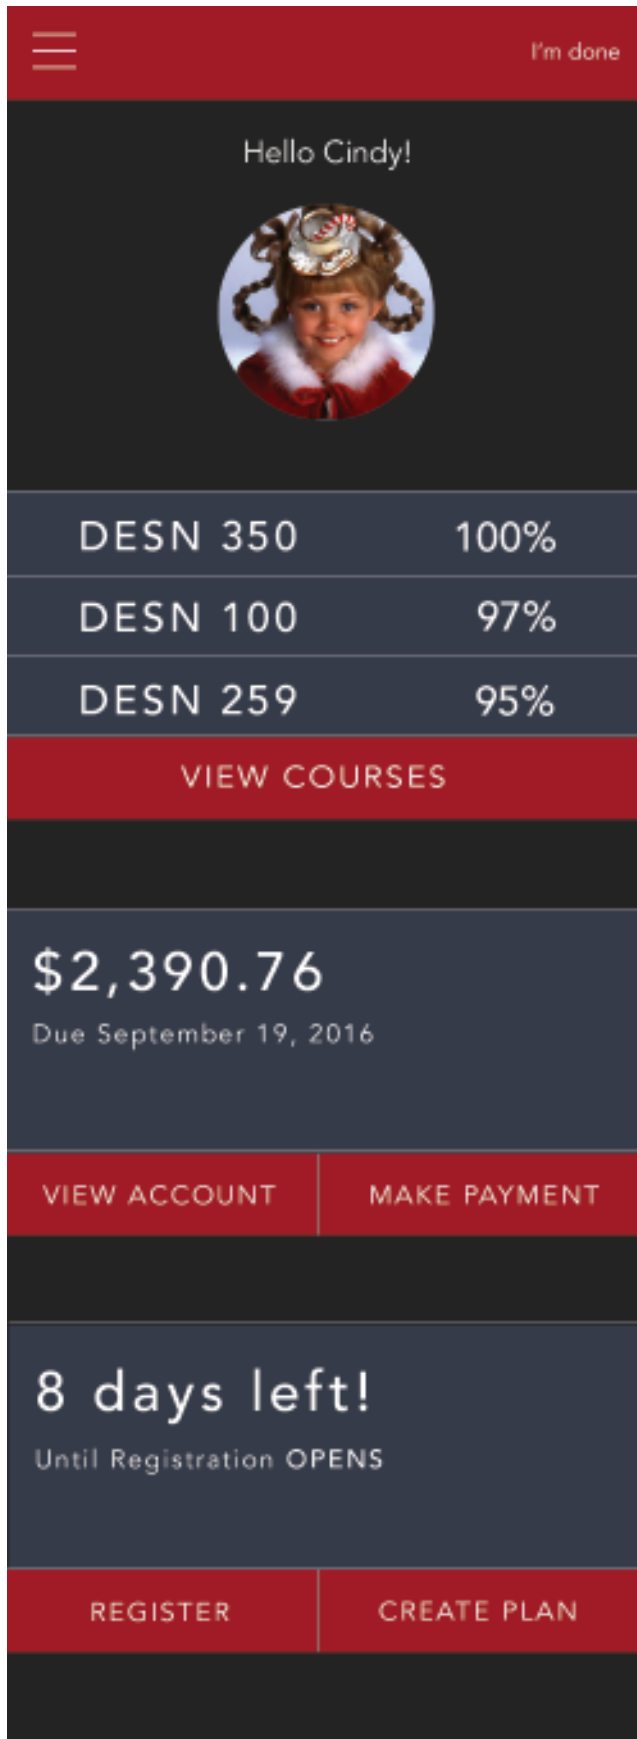 I'm done
Hello Cindy!
DESN 350 100%
DESN 100 97%
DESN 259 95%
VIEW COURSES
$2,390.76
Due September 19, 2016
VIEW ACCOUNT MAKE PAYMENT
8 days left!
Until Registration OPENS
REGISTER CREATE PLAN